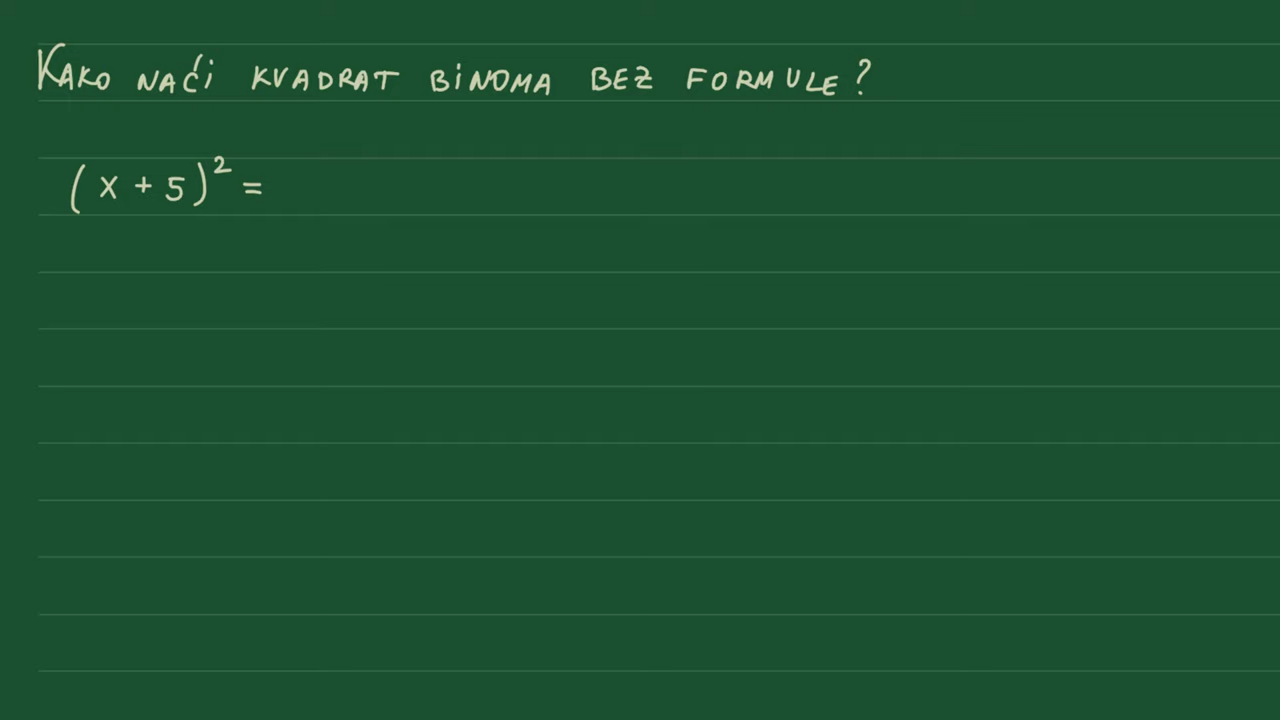 KAKO NAĆI KVADRAT BINOMA BEZ FORMULE?
(x + 5)² =